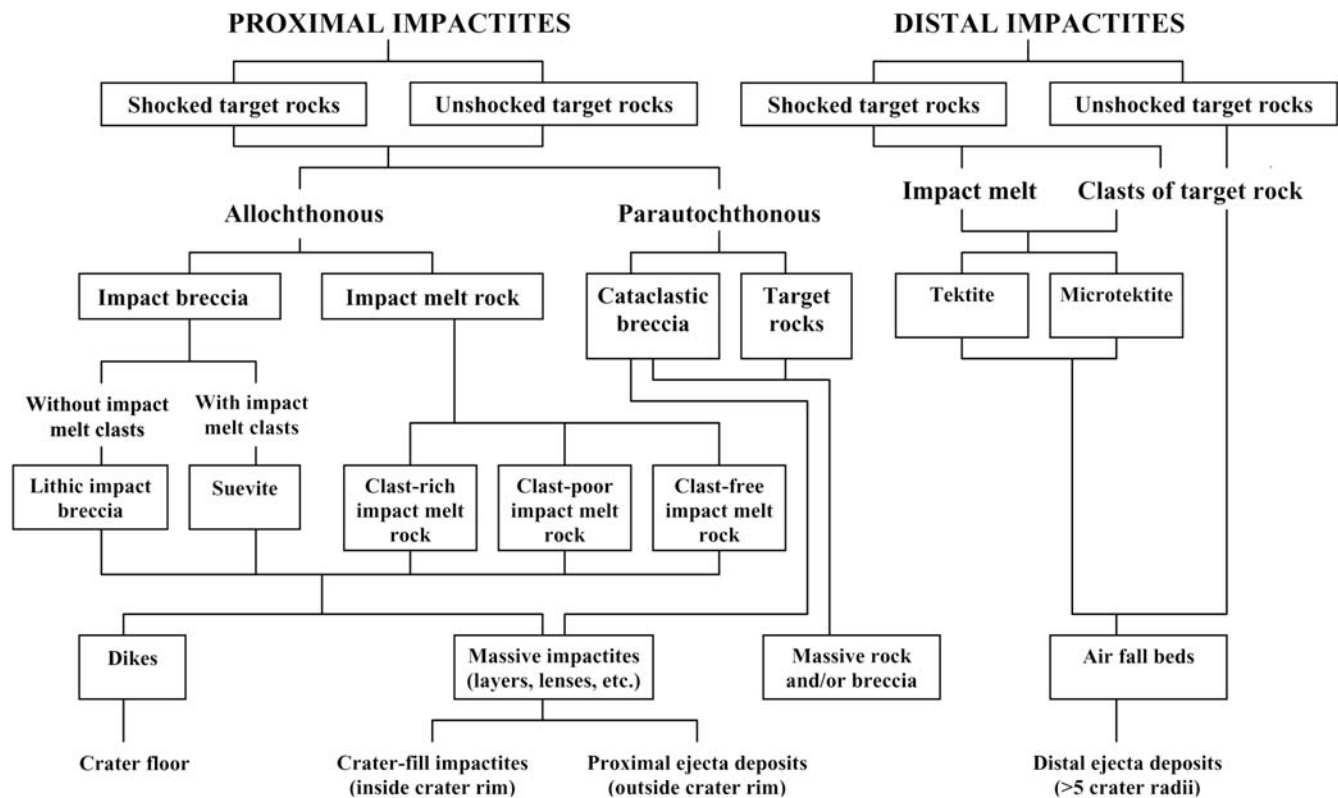 PROXIMAL IMPACTITES
DISTAL IMPACTITES
Shocked target rocks
Unshocked target rocks
Shocked target rocks
Unshocked target rocks
Impact melt
Clasts of target rock
Allochthonous
Parautochthonous
Impact breccia
Impact melt rock
Cataclastic
breccia
Target
rocks
Tektite
Microtektite
Without impact
melt clasts
With impact
melt clasts
Lithic impact
breccia
Suevite
Clast-rich
impact melt
rock
Clast-poor
impact melt
rock
Clast-free
impact melt
rock
Dikes
Massive impactites
(layers, lenses, etc.)
Massive rock
and/or breccia
Air fall beds
Crater floor
Crater-fill impactites
(inside crater rim)
Proximal ejecta deposits
(outside crater rim)
Distal ejecta deposits
(>5 crater radii)